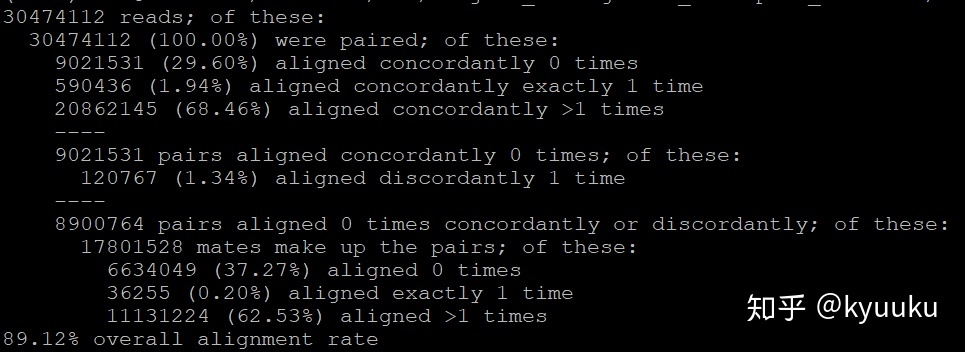 30474112 reads; of these:
30474112 (100.00%) were paired; of these:
9021531 (29.60%) aligned concordantly 0 times
590436 (1.94%) aligned concordantly exactly 1 time
20862145 (68.46%) aligned concordantly >1 times
----
9021531 pairs aligned concordantly 0 times; of these:
120767 (1.34%) aligned discordantly 1 time
----
8900764 pairs aligned 0 times concordantly or discordantly; of these:
17801528 mates make up the pairs; of these:
6634049 (37.27%) aligned 0 times
36255 (0.20%) aligned exactly 1 time
11131224 (62.53%) aligned >1 times
89.12% overall alignment rate
知乎 @kyuuku